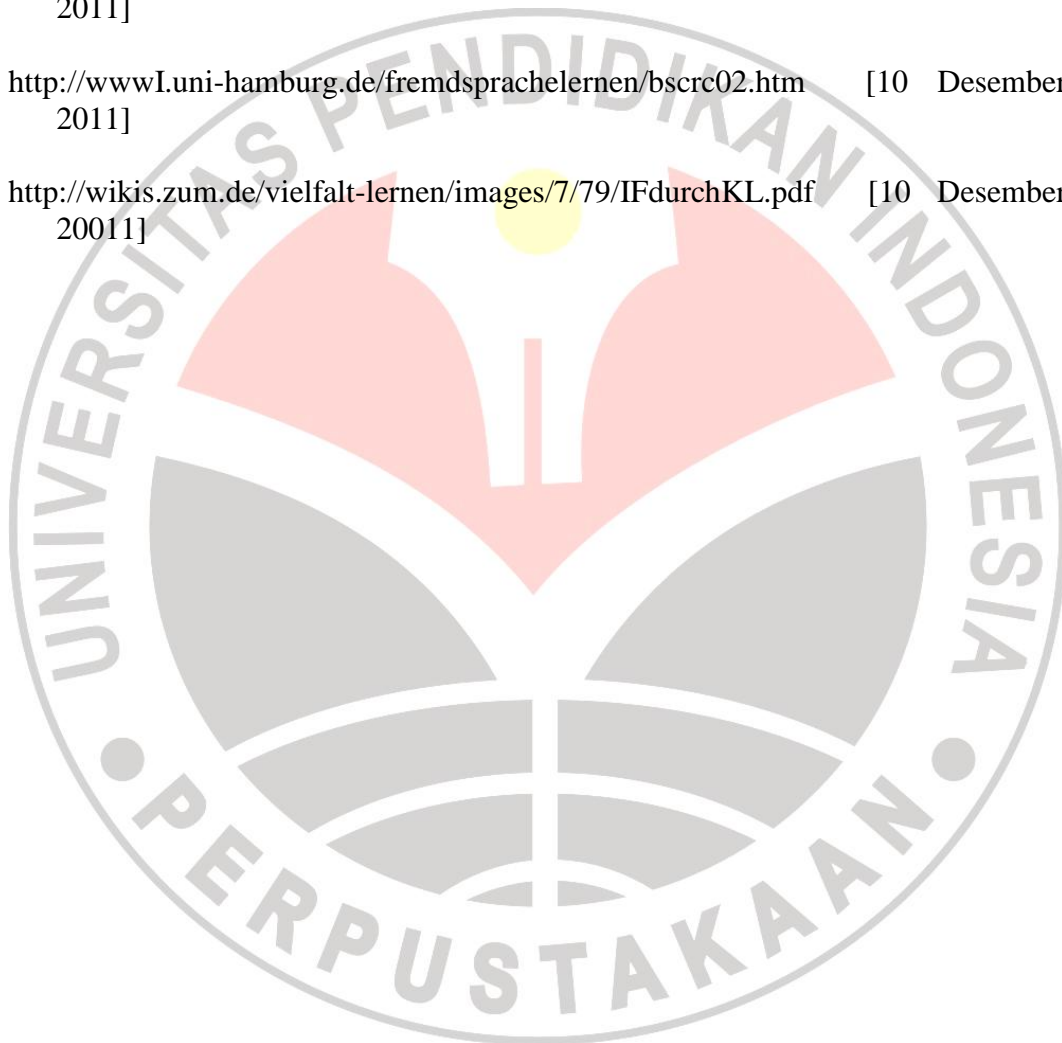 2011]
http://wwwI.uni-hamburg.de/fremdsprachelernen/bscrc02.htm [10 Desember
2011]
http://wikis.zum.de/vielfalt-lernen/images/7/79/IFdurchKL.pdf [10 Desember
20011]
UNIVERSITAS PENDIDIKAN INDONESIA
PERPUSTAKAAN